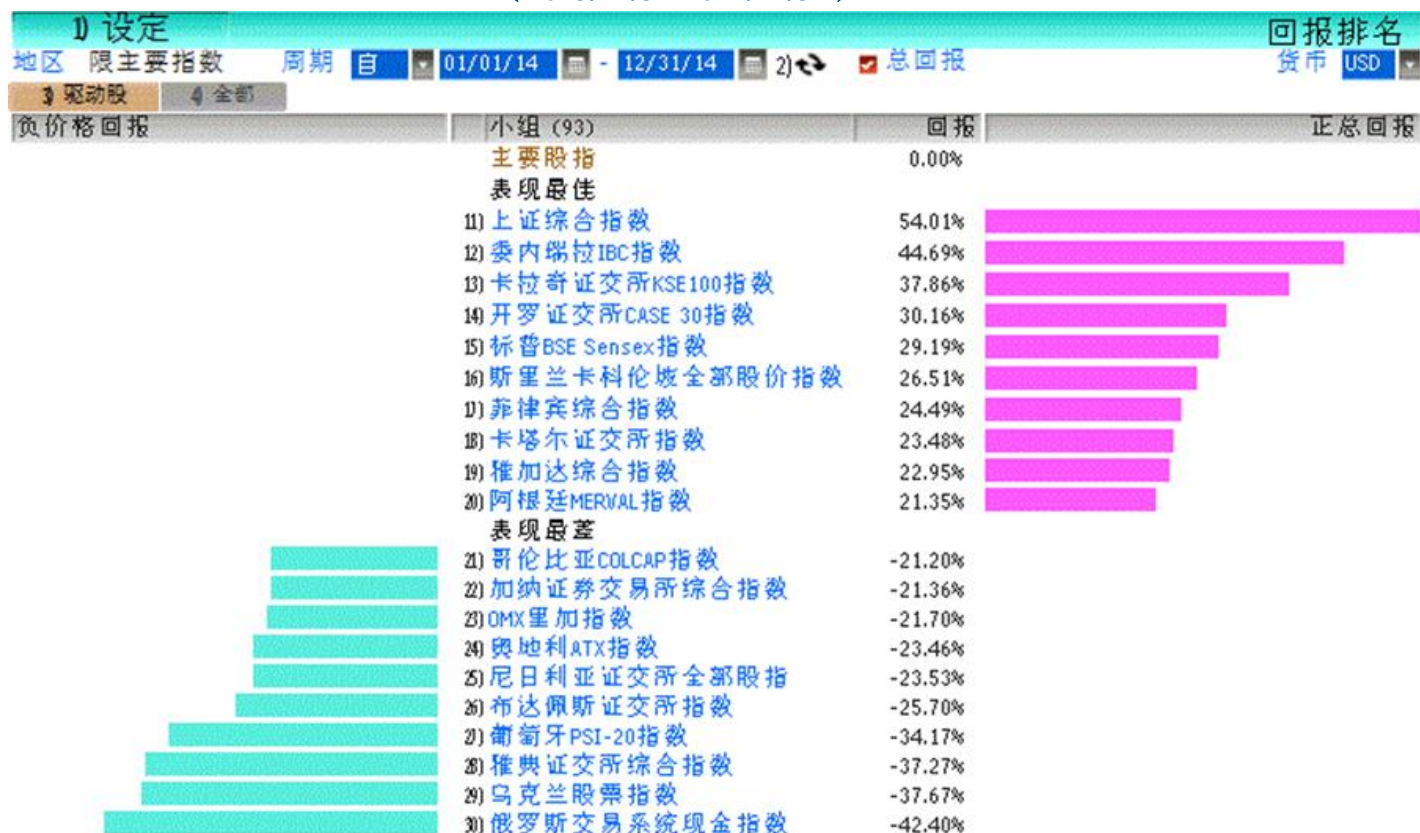 1) 设定 回报排名
地区 限主要指数 周期 自 01/01/14 - 12/31/14 2) 总回报 货币 USD
3) 驱动股 4) 全部
负价格回报 小组 (93) 回报 正总回报
主要股指 0.00%
表现最佳
11) 上证综合指数 54.01%
12) 委内瑞拉IBC指数 44.69%
13) 卡拉奇证交所KSE100指数 37.86%
14) 开罗证交所CASE 30指数 30.16%
15) 标普BSE Sensex指数 29.19%
16) 斯里兰卡科伦坡全部股价指数 26.51%
17) 菲律宾综合指数 24.49%
18) 卡塔尔证交所指数 23.48%
19) 雅加达综合指数 22.95%
20) 阿根廷MERVAL指数 21.35%
表现最差
21) 哥伦比亚COLCAP指数 -21.20%
22) 加纳证券交易所综合指数 -21.36%
23) OMX里加指数 -21.70%
24) 奥地利ATX指数 -23.46%
25) 尼日利亚证交所全部股指 -23.53%
26) 布达佩斯证交所指数 -25.70%
27) 葡萄牙PSI-20指数 -34.17%
28) 雅典证交所综合指数 -37.27%
29) 乌克兰股票指数 -37.67%
30) 俄罗斯交易系统现金指数 -42.40%